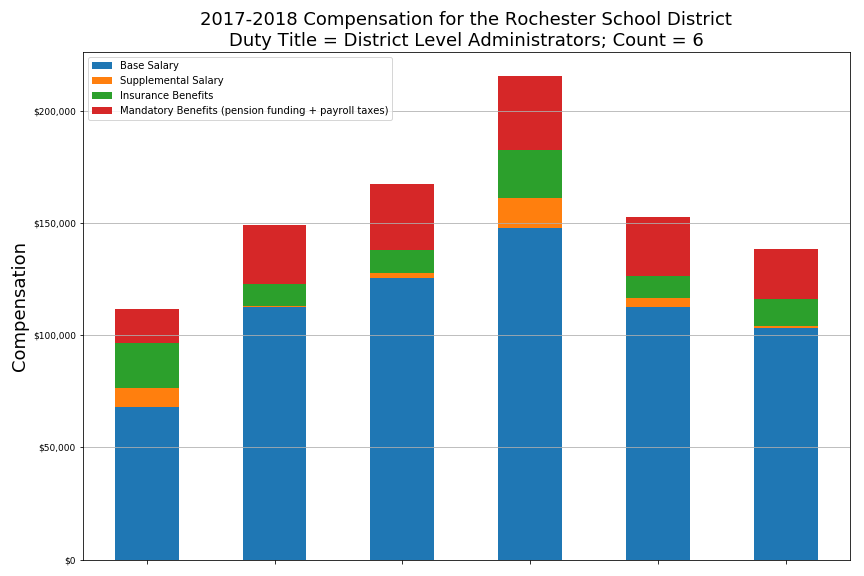 2017-2018 Compensation for the Rochester School District
Duty Title = District Level Administrators; Count = 6
Base Salary
Supplemental Salary
Insurance Benefits
Mandatory Benefits (pension funding + payroll taxes)
$200,000
$150,000
$100,000
$50,000
$0
Compensation